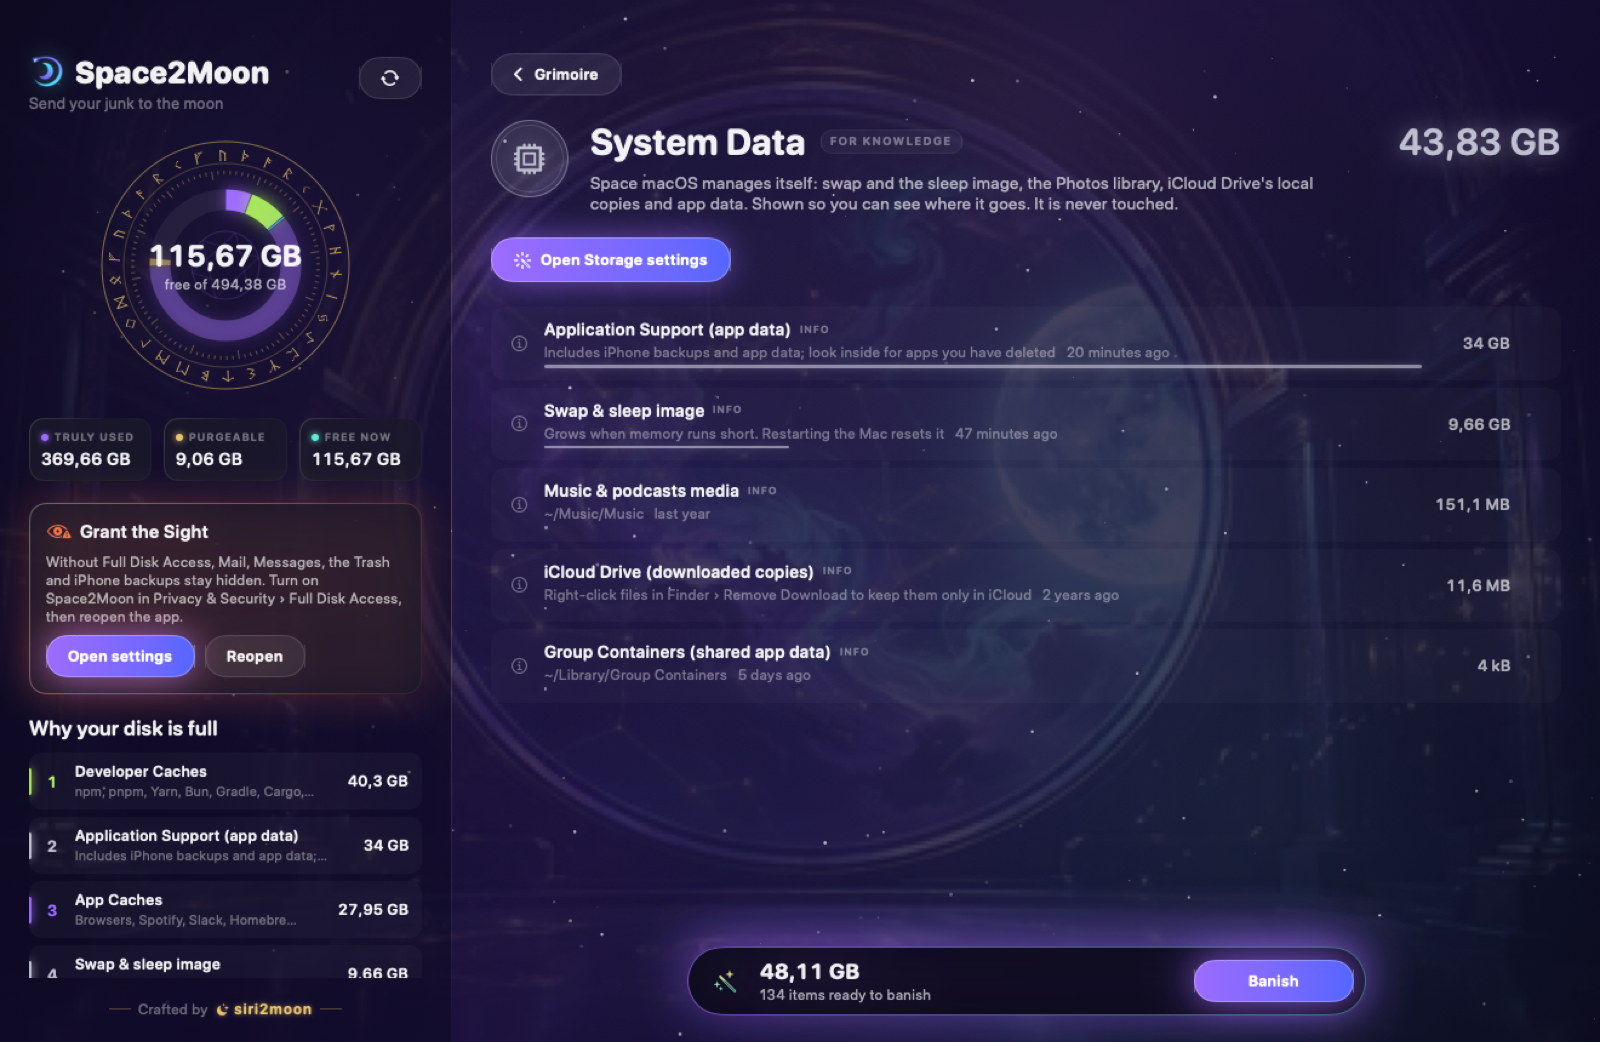 Space2Moon
Send your junk to the moon
115,67 GB
free of 494,38 GB
TRULY USED
369,66 GB
PURGEABLE
9,06 GB
FREE NOW
115,67 GB
Grant the Sight
Without Full Disk Access, Mail, Messages, the Trash
and iPhone backups stay hidden. Turn on
Space2Moon in Privacy & Security › Full Disk Access,
then reopen the app.
Open settings
Reopen
Why your disk is full
1
Developer Caches
npm, pnpm, Yarn, Bun, Gradle, Cargo,...
40,3 GB
2
Application Support (app data)
Includes iPhone backups and app data;...
34 GB
3
App Caches
Browsers, Spotify, Slack, Homebre...
27,95 GB
4
Swap & sleep image
9,66 GB
Crafted by siri2moon
Grimoire
System Data FOR KNOWLEDGE
43,83 GB
Space macOS manages itself: swap and the sleep image, the Photos library, iCloud Drive's local
copies and app data. Shown so you can see where it goes. It is never touched.
Open Storage settings
Application Support (app data) INFO
Includes iPhone backups and app data; look inside for apps you have deleted 20 minutes ago
34 GB
Swap & sleep image INFO
Grows when memory runs short. Restarting the Mac resets it 47 minutes ago
9,66 GB
Music & podcasts media INFO
~/Music/Music last year
151,1 MB
iCloud Drive (downloaded copies) INFO
Right-click files in Finder › Remove Download to keep them only in iCloud 2 years ago
11,6 MB
Group Containers (shared app data) INFO
~/Library/Group Containers 5 days ago
4 kB
48,11 GB
134 items ready to banish
Banish